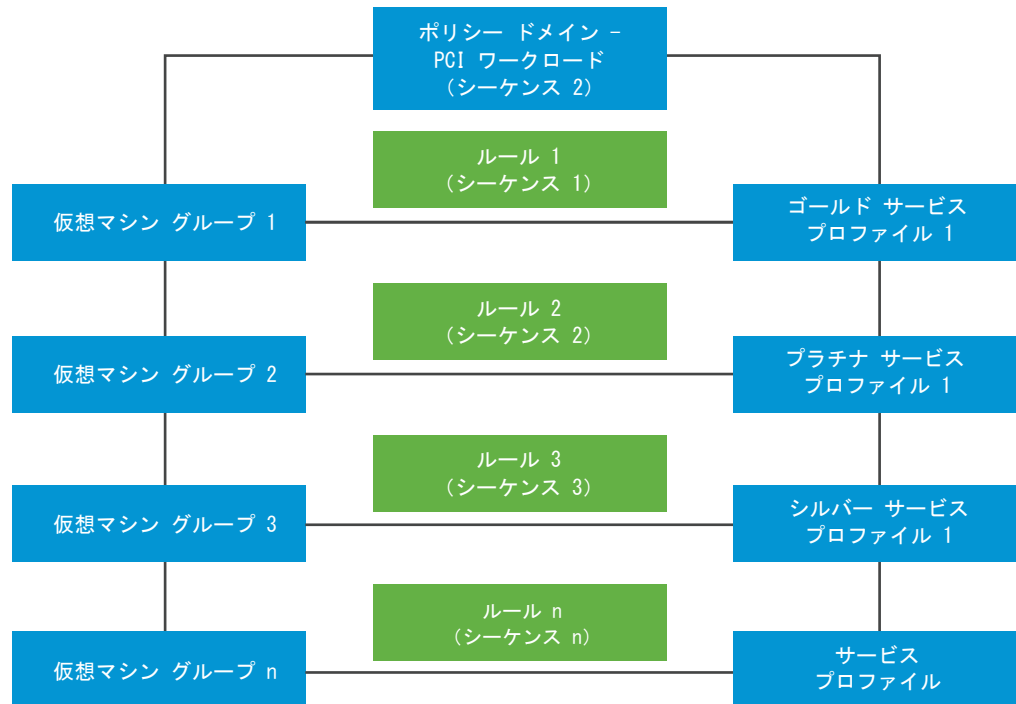 ポリシー ドメイン -
PCI ワークロード
(シーケンス 2)
ルール 1
(シーケンス 1)
仮想マシン グループ 1
ゴールド サービス
プロファイル 1
ルール 2
(シーケンス 2)
仮想マシン グループ 2
プラチナ サービス
プロファイル 1
ルール 3
(シーケンス 3)
仮想マシン グループ 3
シルバー サービス
プロファイル 1
ルール n
(シーケンス n)
仮想マシン グループ n
サービス
プロファイル